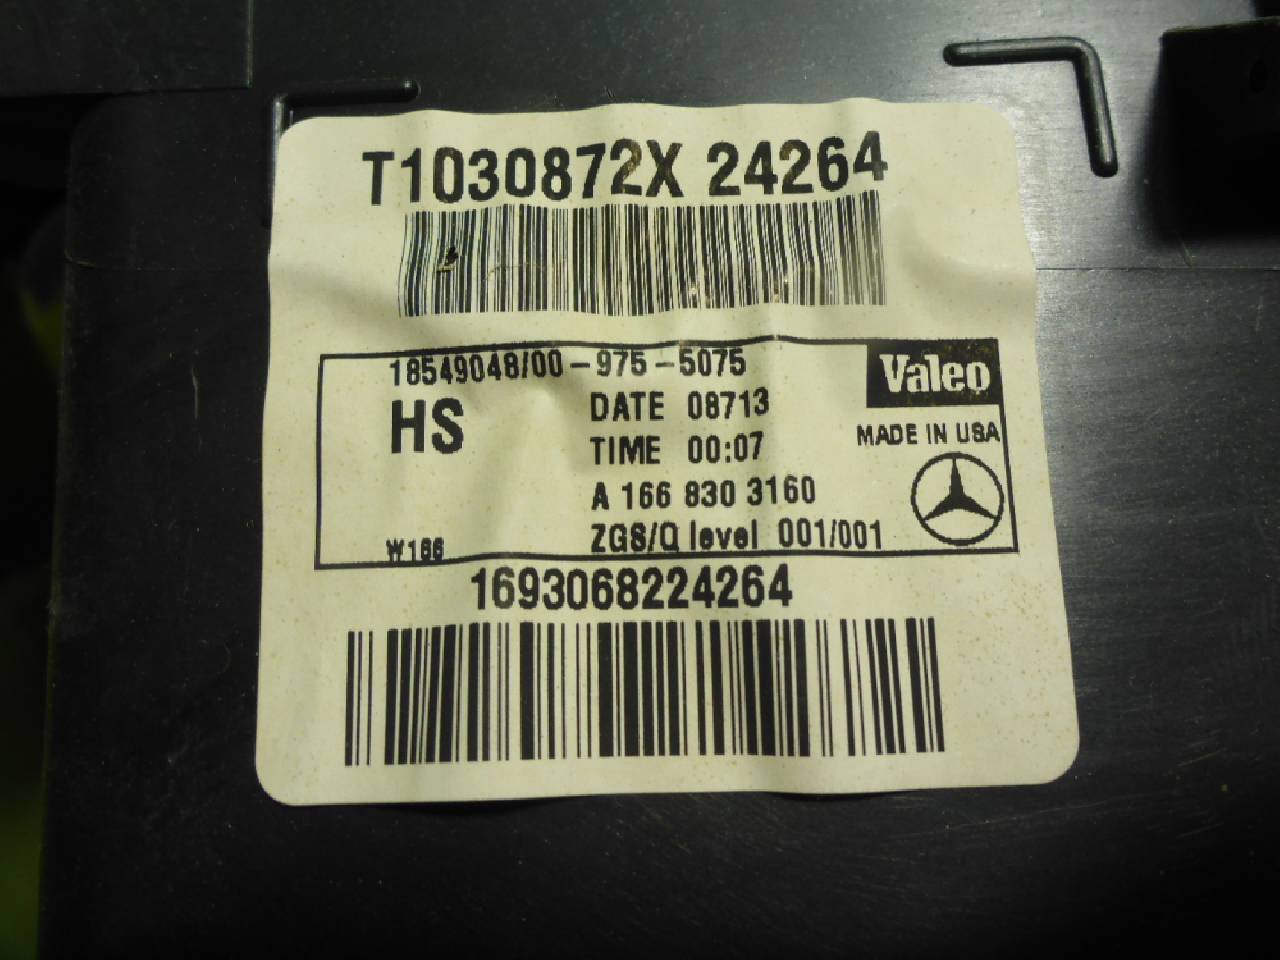 T1030872X 24264
18549048/00-975-5075
Valeo
HS
DATE 08713
MADE IN USA
TIME 00:07
A 166 830 3160
W166
ZGS/Q level 001/001
1693068224264